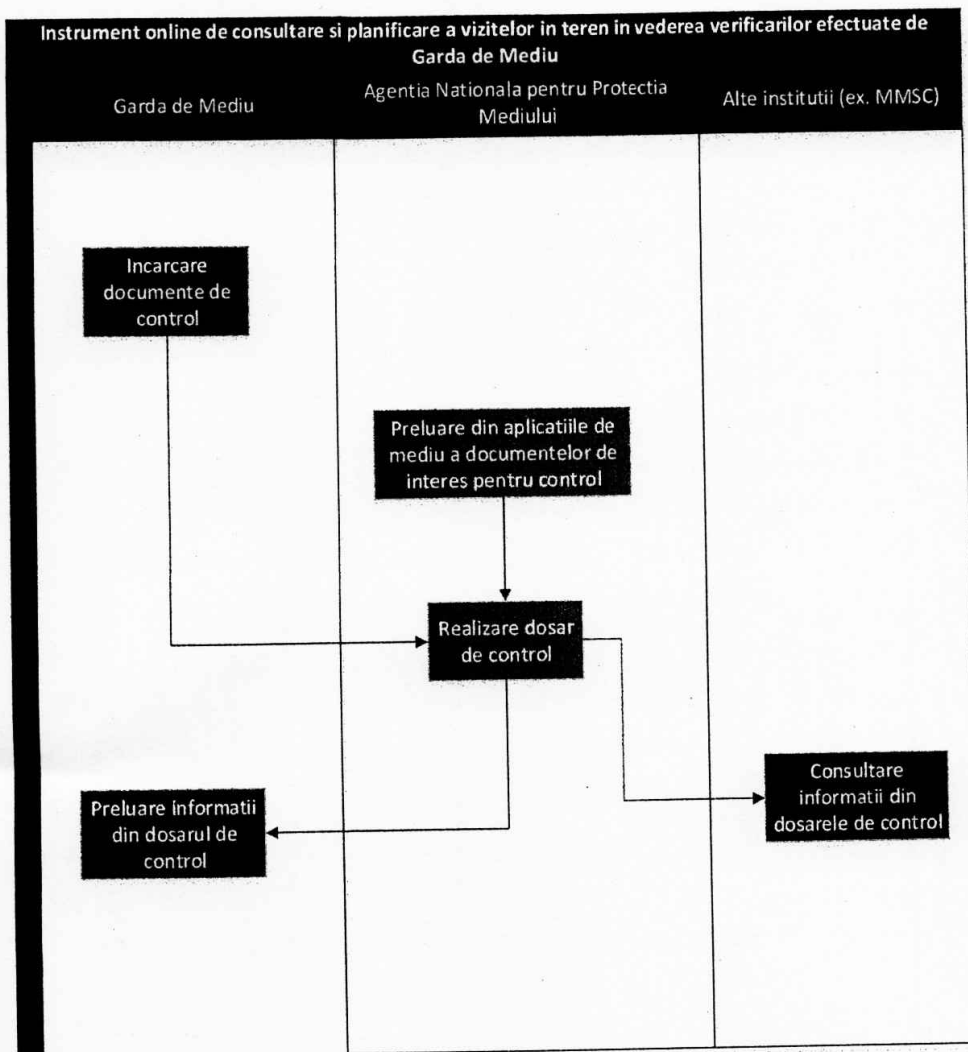 Instrument online de consultare si planificare a vizitelor in teren in vederea verificarilor efectuate de
Garda de Mediu
Garda de Mediu
Agentia Nationala pentru Protectia
Mediului
Alte institutii (ex. MMSC)
Incarcare
documente de
control
Preluare din aplicatiile de
mediu a documentelor de
interes pentru control
Realizare dosar
de control
Preluare informatii
din dosarul de
control
Consultare
informatii din
dosarele de control